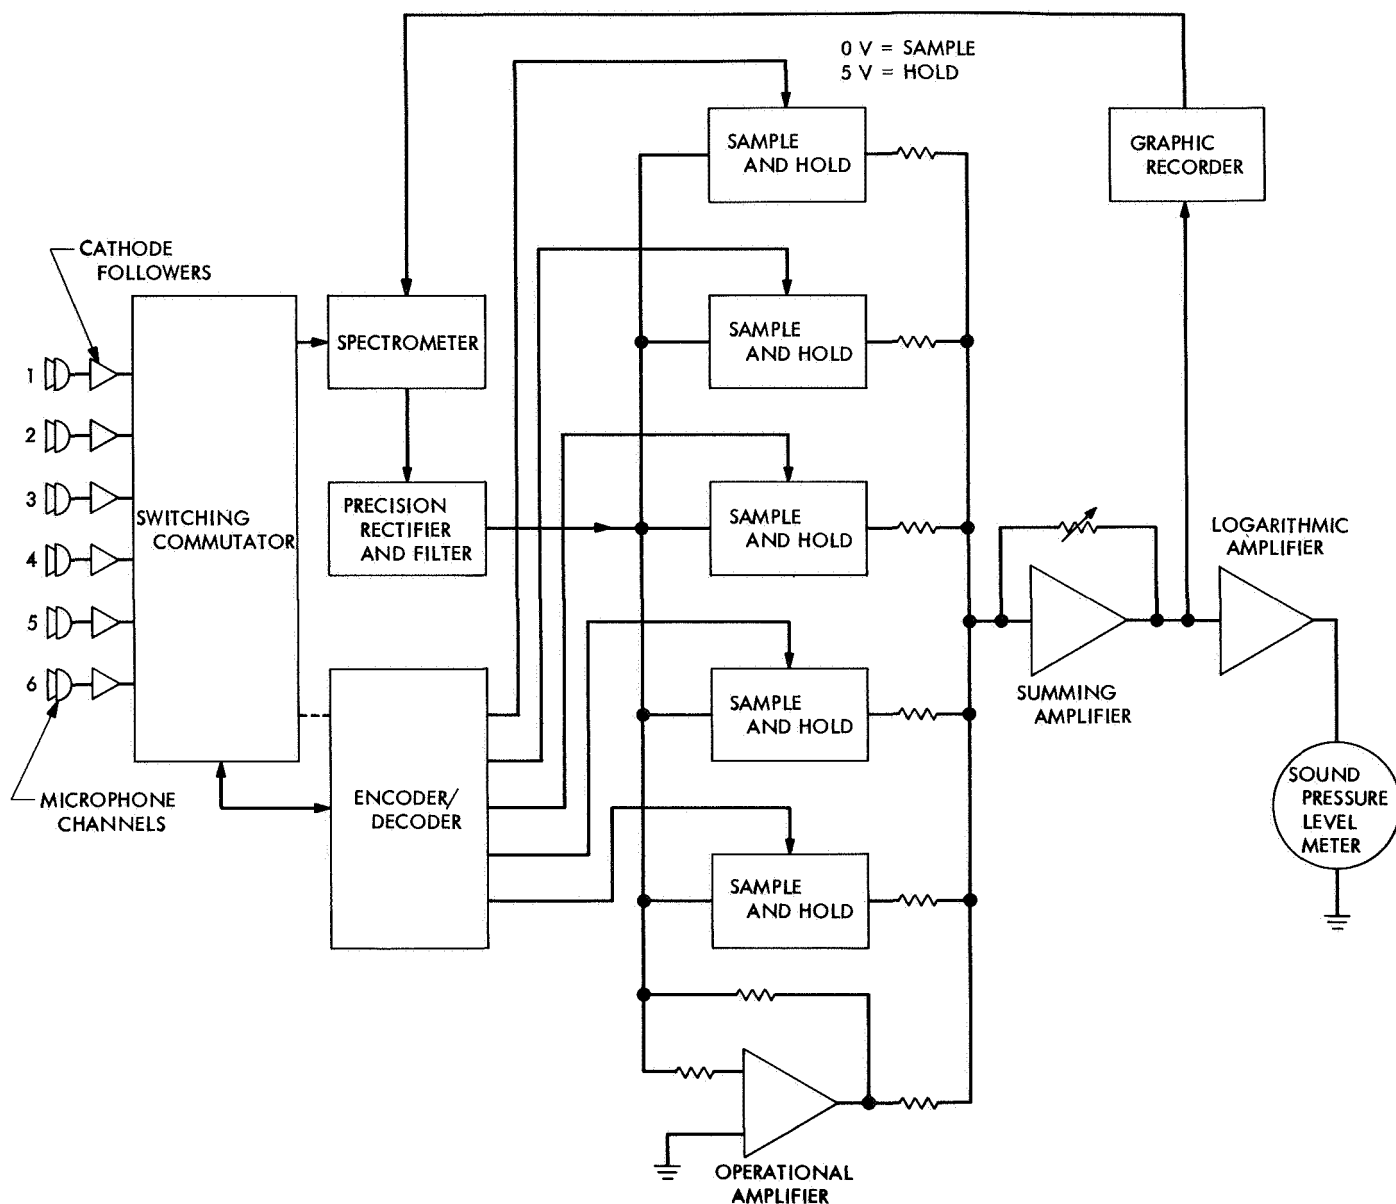 0 V = SAMPLE
5 V = HOLD
SAMPLE
AND HOLD
GRAPHIC
RECORDER
CATHODE
FOLLOWERS
SAMPLE
AND HOLD
SPECTROMETER
1
2
3
4
5
6
SWITCHING
COMMUTATOR
PRECISION
RECTIFIER
AND FILTER
SAMPLE
AND HOLD
LOGARITHMIC
AMPLIFIER
SUMMING
AMPLIFIER
SAMPLE
AND HOLD
MICROPHONE
CHANNELS
ENCODER/
DECODER
SOUND
PRESSURE
LEVEL
METER
SAMPLE
AND HOLD
OPERATIONAL
AMPLIFIER